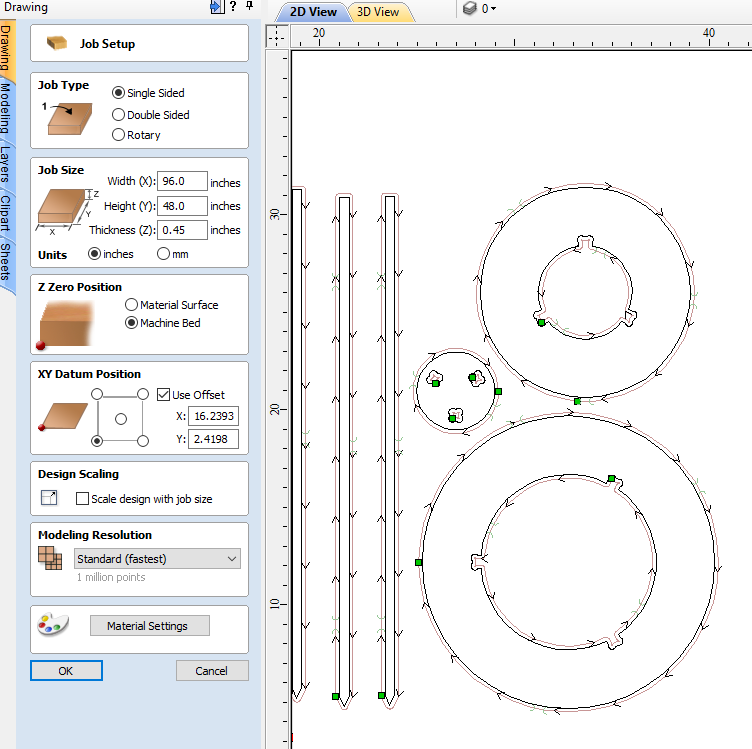 Drawing
?
2D View
3D View
0
Drawing
Modeling
Layers
Clipart
Sheets
Job Setup
Job Type
1
Single Sided
Double Sided
Rotary
Job Size
Z
Y
X
Width (X): 96.0 inches
Height (Y): 48.0 inches
Thickness (Z): 0.45 inches
Units inches mm
Z Zero Position
Material Surface
Machine Bed
XY Datum Position
Use Offset
X: 16.2393
Y: 2.4198
Design Scaling
Scale design with job size
Modeling Resolution
Standard (fastest)
1 million points
Material Settings
OK Cancel
20 40
30
20
10